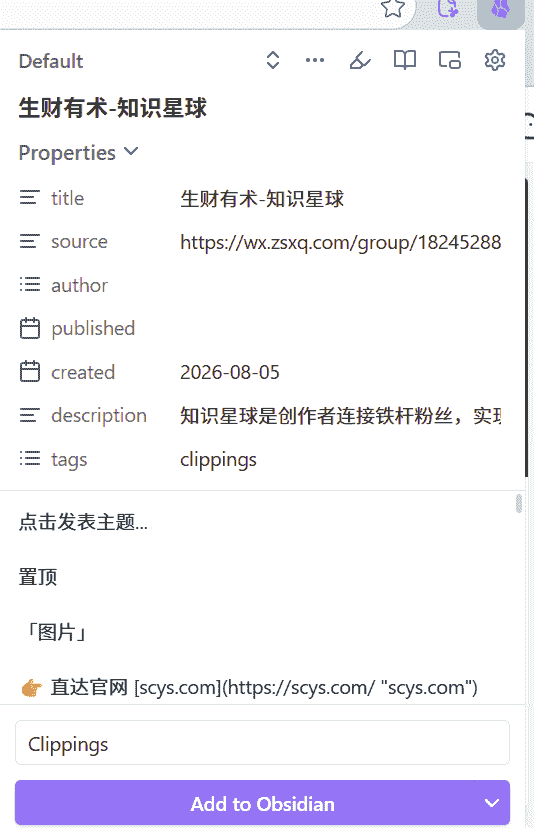 Default
生财有术-知识星球
Properties
title 生财有术-知识星球
source https://wx.zsxq.com/group/18245288
author
published
created 2026-08-05
description 知识星球是创作者连接铁杆粉丝，实现
tags clippings
点击发表主题...
置顶
「图片」
👉 直达官网 [scys.com](https://scys.com/ "scys.com")
Clippings
Add to Obsidian